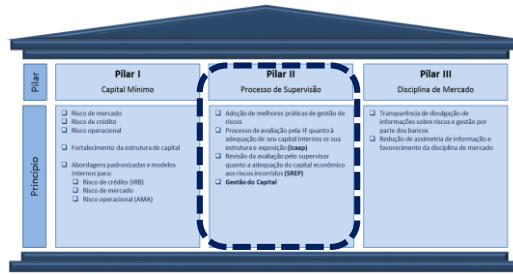 Pilar
Pilar I
Capital Mínimo
Pilar II
Processo de Supervisão
Pilar III
Disciplina de Mercado
Princípio
Risco de mercado
Risco de crédito
Risco operacional
Fortalecimento da estrutura de capital
Abordagens padronizadas e modelos
internos para:
Risco de crédito (IRB)
Risco de mercado
Risco operacional (AMA)
Adoção de melhores práticas de gestão de
riscos
Processo de avaliação pela IF quanto à
adequação de seu capital internos vs sua
estrutura e exposição (Icaap)
Revisão da avaliação pelo supervisor
quanto a adequação do capital econômico
aos riscos incorridos (SREP)
Gestão do Capital
Transparência de divulgação de
informações sobre riscos e gestão por
parte dos bancos
Redução de assimetria de informação e
favorecimento da disciplina de mercado